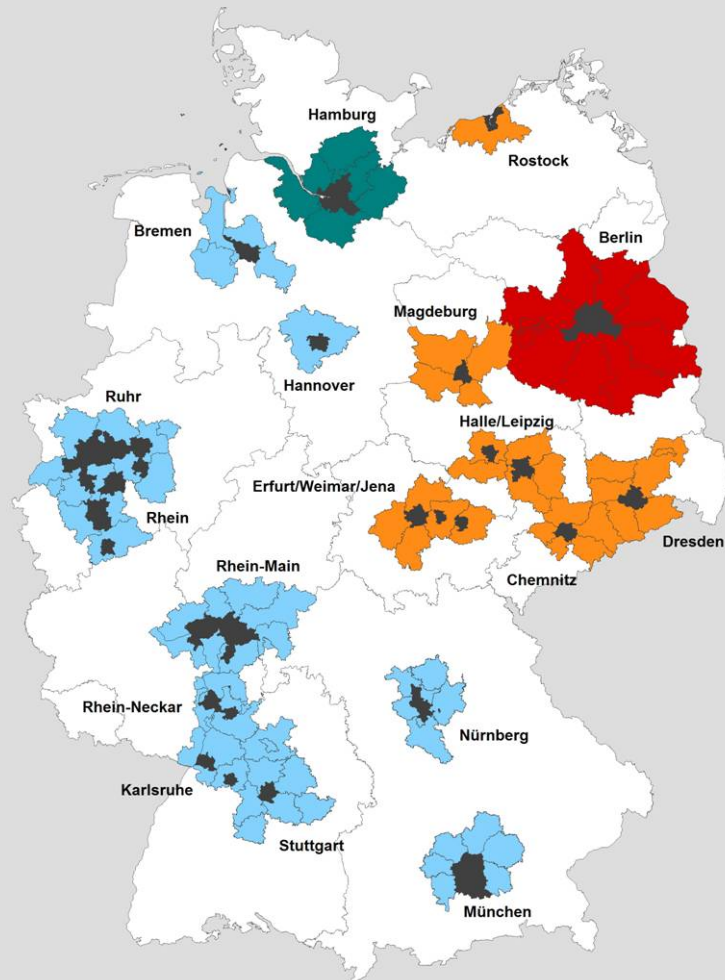 Hamburg
Rostock
Bremen
Berlin
Magdeburg
Hannover
Ruhr
Halle/Leipzig
Erfurt/Weimar/Jena
Rhein
Dresden
Rhein-Main
Chemnitz
Rhein-Neckar
Nürnberg
Karlsruhe
Stuttgart
München